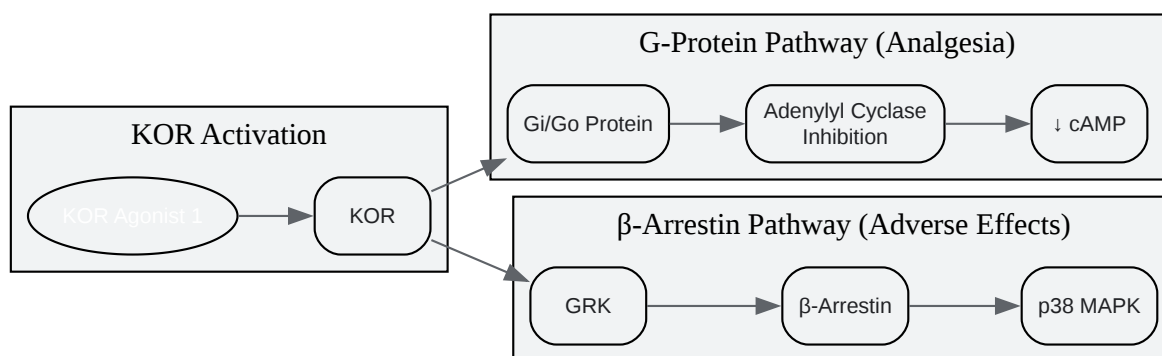 G-Protein Pathway (Analgesia)
Gi/Go Protein
Adenylyl Cyclase
Inhibition
↓ cAMP
KOR Activation
KOR Agonist 1
KOR
β-Arrestin Pathway (Adverse Effects)
GRK
β-Arrestin
p38 MAPK